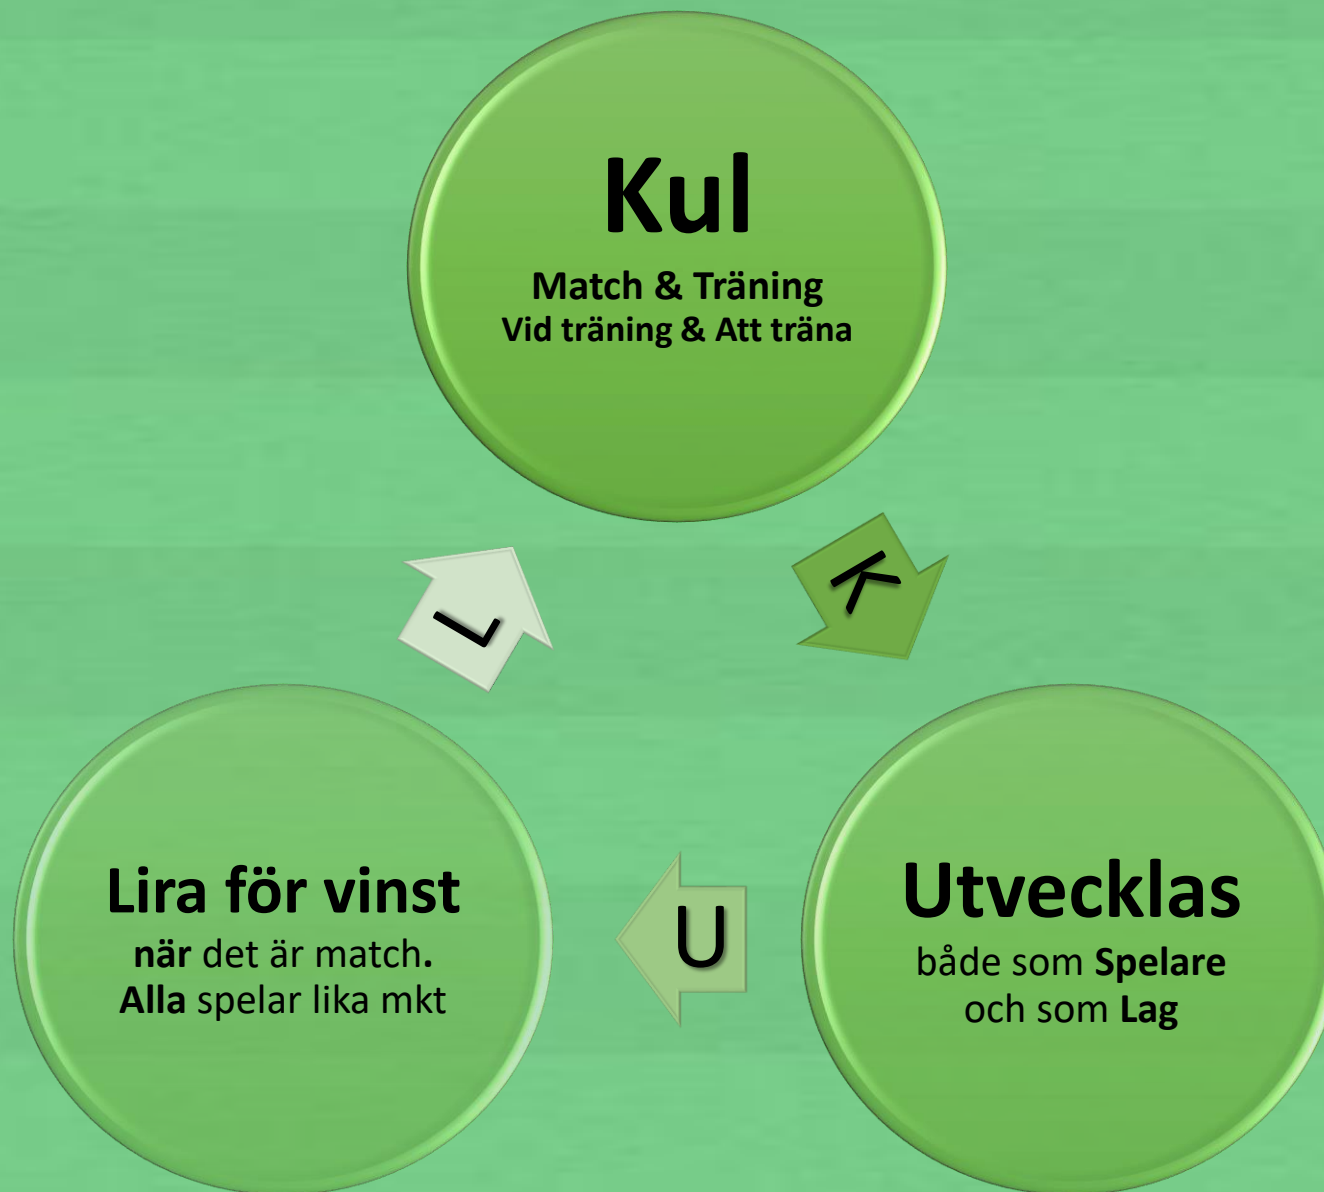 Kul
Match & Träning
Vid träning & Att träna
K
Utvecklas
både som Spelare
och som Lag
U
Lira för vinst
när det är match.
Alla spelar lika mkt
L